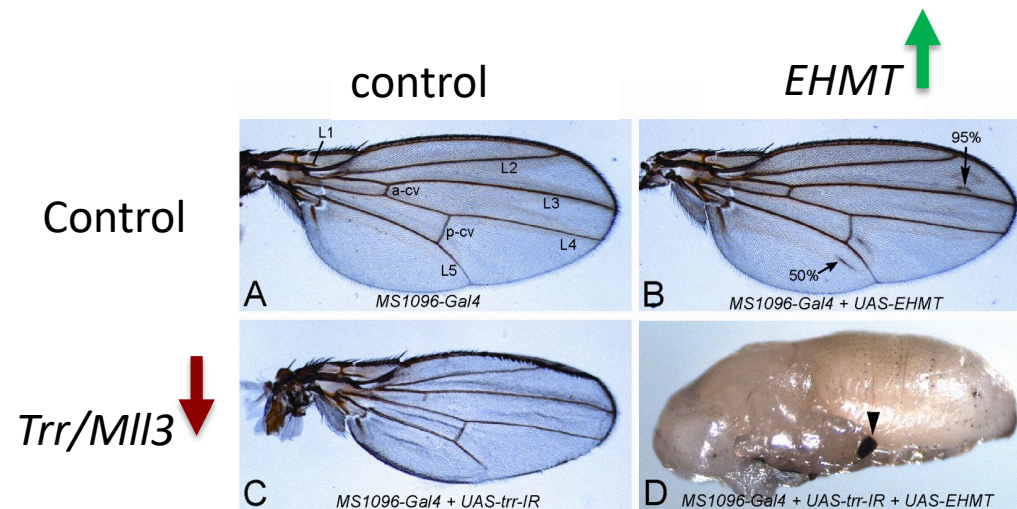 control
EHMT
Control
L1
L2
a-cv
L3
p-cv
L4
L5
A
MS1096-Gal4
95%
50%
B
MS1096-Gal4 + UAS-EHMT
Trr/Mll3
C
MS1096-Gal4 + UAS-trr-IR
D
MS1096-Gal4 + UAS-trr-IR + UAS-EHMT